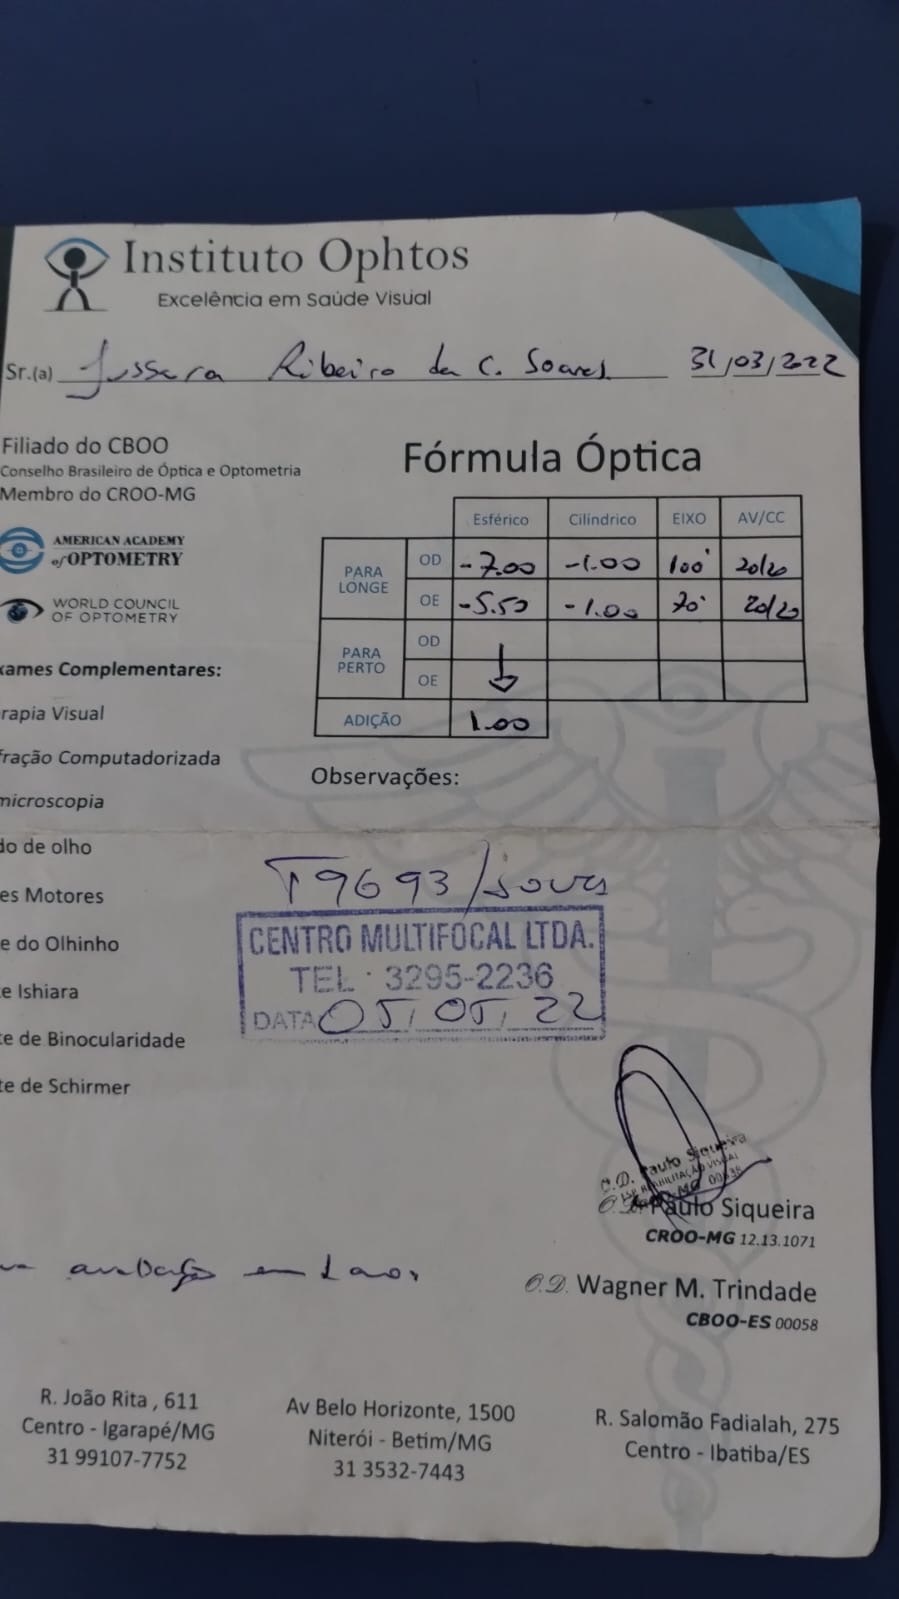 Instituto Ophtos
Excelência em Saúde Visual
Sr.(a) Jussara Ribeiro da C. Soares 31/03/2022
Filiado do CBOO
Conselho Brasileiro de Óptica e Optometria
Membro do CROO-MG
AMERICAN ACADEMY
of OPTOMETRY
WORLD COUNCIL
OF OPTOMETRY
Fórmula Óptica
Esférico Cilíndrico EIXO AV/CC
PARA LONGE OD -7.00 -1.00 100° 20/20
OE -5.50 -1.00 70° 20/20
PARA PERTO OD
OE
ADIÇÃO 1.00
xames Complementares:
rapia Visual
fração Computadorizada
microscopia
do de olho
es Motores
e do Olhinho
e Ishiara
te de Binocularidade
te de Schirmer
Observações:
T9693/
CENTRO MULTIFOCAL LTDA.
TEL. 3295-2236
DATA 05, 05, 22
O.D. Paulo Siqueira
ESP. REABILITAÇÃO VISUAL
O.D. Paulo Siqueira
CROO-MG 12.13.1071
O.D. Wagner M. Trindade
CBOO-ES 00058
R. João Rita , 611
Centro - Igarapé/MG
31 99107-7752
Av Belo Horizonte, 1500
Niterói - Betim/MG
31 3532-7443
R. Salomão Fadialah, 275
Centro - Ibatiba/ES